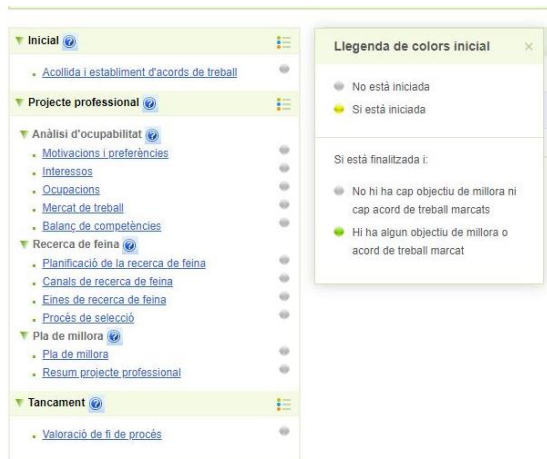 Inicial
Acollida i establiment d'acords de treball
Projecte professional
Anàlisi d'ocupabilitat
Motivacions i preferències
Interessos
Ocupacions
Mercat de treball
Balanç de competències
Recerca de feina
Planificació de la recerca de feina
Canals de recerca de feina
Eines de recerca de feina
Procés de selecció
Pla de millora
Pla de millora
Resum projecte professional
Tancament
Valoració de fi de procés
Llegenda de colors inicial ×
No està iniciada
Si està iniciada
Si està finalitzada i:
No hi ha cap objectiu de millora ni
cap acord de treball marcats
Hi ha algun objectiu de millora o
acord de treball marcat